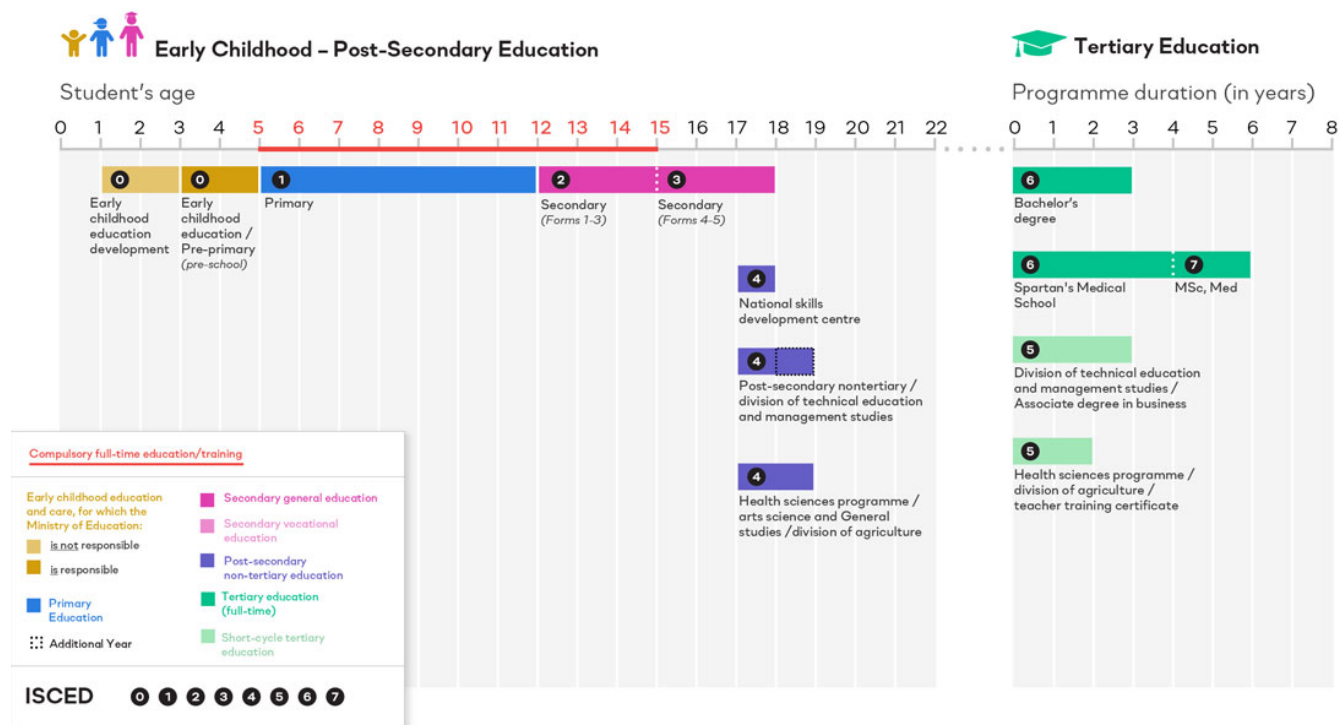 Early Childhood – Post-Secondary Education
Student's age
0 1 2 3 4 5 6 7 8 9 10 11 12 13 14 15 16 17 18 19 20 21 22
0
Early
childhood
education
development
0
Early
childhood
education /
Pre-primary
(pre-school)
1
Primary
2
Secondary
(Forms 1-3)
3
Secondary
(Forms 4-5)
4
National skills
development centre
4
Post-secondary nontertiary /
division of technical education
and management studies
4
Health sciences programme /
arts science and General
studies /division of agriculture
Tertiary Education
Programme duration (in years)
0 1 2 3 4 5 6 7 8
6
Bachelor's
degree
6
Spartan's Medical
School
7
MSc, Med
5
Division of technical education
and management studies /
Associate degree in business
5
Health sciences programme /
division of agriculture /
teacher training certificate
Compulsory full-time education/training
Early childhood education
and care, for which the
Ministry of Education:
is not responsible
is responsible
Primary
Education
Additional Year
Secondary general education
Secondary vocational
education
Post-secondary
non-tertiary education
Tertiary education
(full-time)
Short-cycle tertiary
education
ISCED 0 1 2 3 4 5 6 7